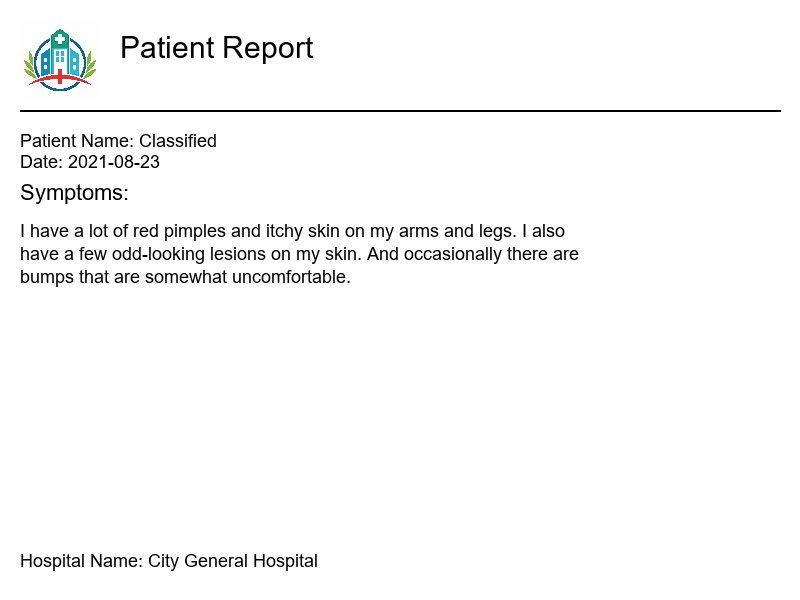 Patient Report
Patient Name: Classified
Date: 2021-08-23
Symptoms:
I have a lot of red pimples and itchy skin on my arms and legs. I also
have a few odd-looking lesions on my skin. And occasionally there are
bumps that are somewhat uncomfortable.
Hospital Name: City General Hospital